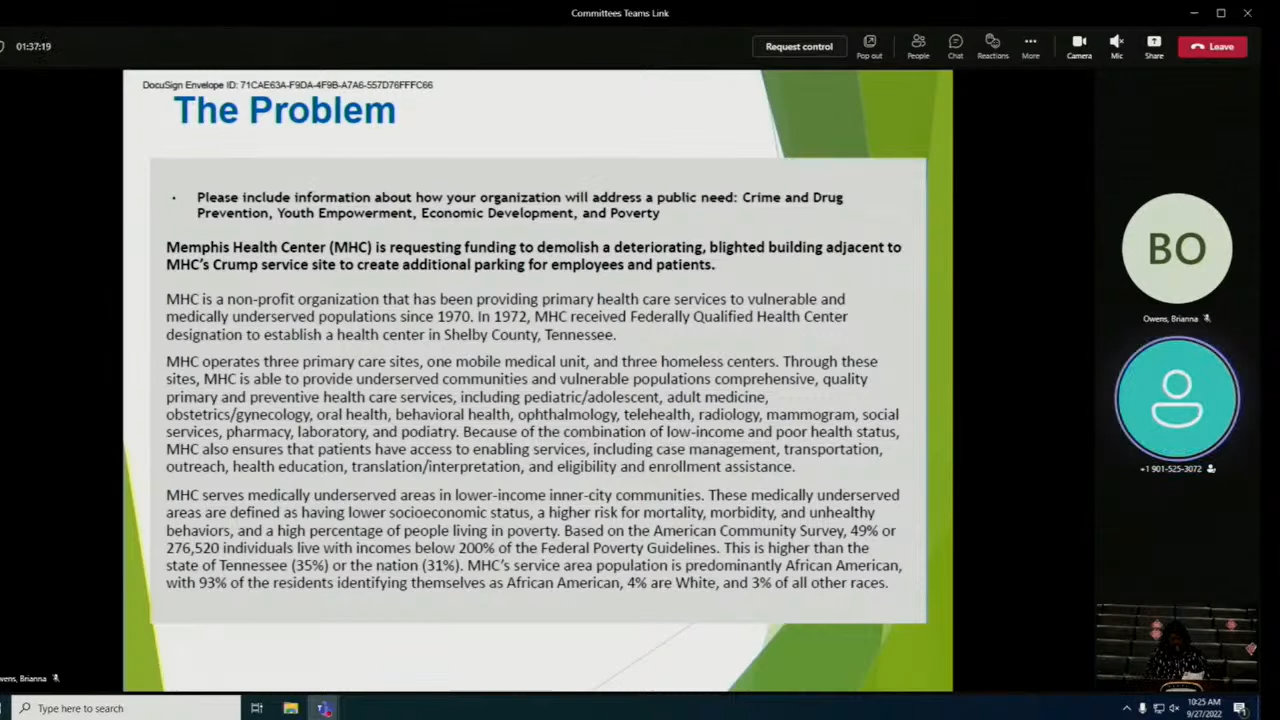 Committees Teams Link
01:37:19
Request control
Pop out
People
Chat
Reactions
More
Camera
Mic
Share
Leave
DocuSign Envelope ID: 71CAE63A-F9DA-4F9B-A7A6-557D76FFFC66
The Problem
• Please include information about how your organization will address a public need: Crime and Drug
Prevention, Youth Empowerment, Economic Development, and Poverty
Memphis Health Center (MHC) is requesting funding to demolish a deteriorating, blighted building adjacent to
MHC's Crump service site to create additional parking for employees and patients.
MHC is a non-profit organization that has been providing primary health care services to vulnerable and
medically underserved populations since 1970. In 1972, MHC received Federally Qualified Health Center
designation to establish a health center in Shelby County, Tennessee.
MHC operates three primary care sites, one mobile medical unit, and three homeless centers. Through these
sites, MHC is able to provide underserved communities and vulnerable populations comprehensive, quality
primary and preventive health care services, including pediatric/adolescent, adult medicine,
obstetrics/gynecology, oral health, behavioral health, ophthalmology, telehealth, radiology, mammogram, social
services, pharmacy, laboratory, and podiatry. Because of the combination of low-income and poor health status,
MHC also ensures that patients have access to enabling services, including case management, transportation,
outreach, health education, translation/interpretation, and eligibility and enrollment assistance.
MHC serves medically underserved areas in lower-income inner-city communities. These medically underserved
areas are defined as having lower socioeconomic status, a higher risk for mortality, morbidity, and unhealthy
behaviors, and a high percentage of people living in poverty. Based on the American Community Survey, 49% or
276,520 individuals live with incomes below 200% of the Federal Poverty Guidelines. This is higher than the
state of Tennessee (35%) or the nation (31%). MHC's service area population is predominantly African American,
with 93% of the residents identifying themselves as African American, 4% are White, and 3% of all other races.
BO
Owens, Brianna
+1 901-525-3072
wens, Brianna
Type here to search
10:25 AM
9/27/2022